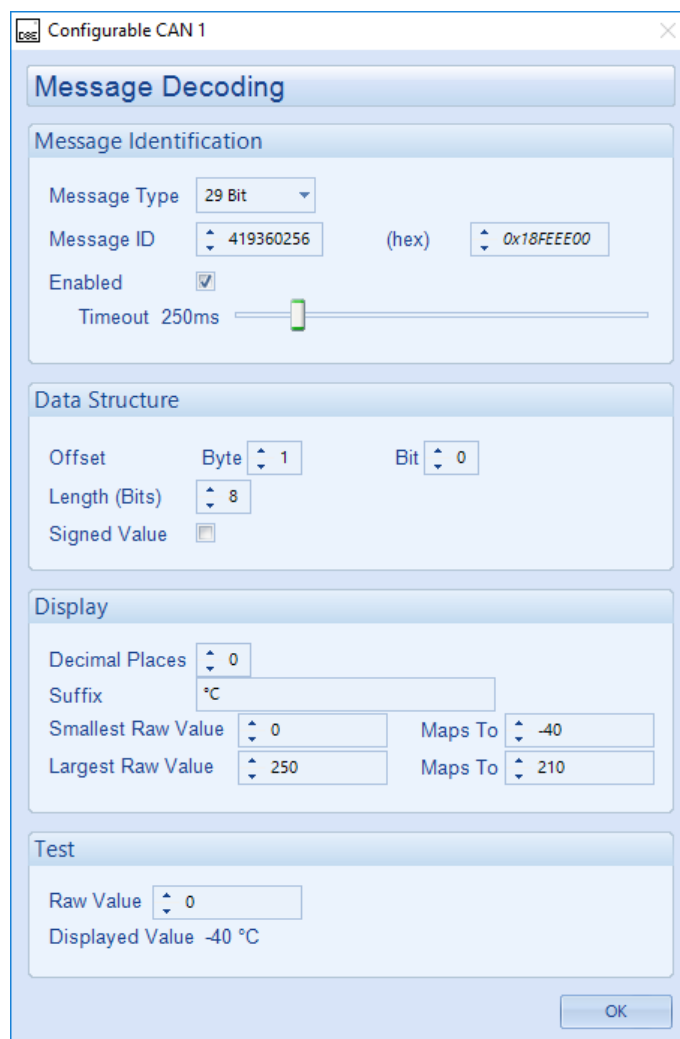 DSE Configurable CAN 1
Message Decoding
Message Identification
Message Type 29 Bit
Message ID 419360256 (hex) 0x18FEEE00
Enabled
Timeout 250ms
Data Structure
Offset Byte 1 Bit 0
Length (Bits) 8
Signed Value
Display
Decimal Places 0
Suffix °C
Smallest Raw Value 0 Maps To -40
Largest Raw Value 250 Maps To 210
Test
Raw Value 0
Displayed Value -40 °C
OK